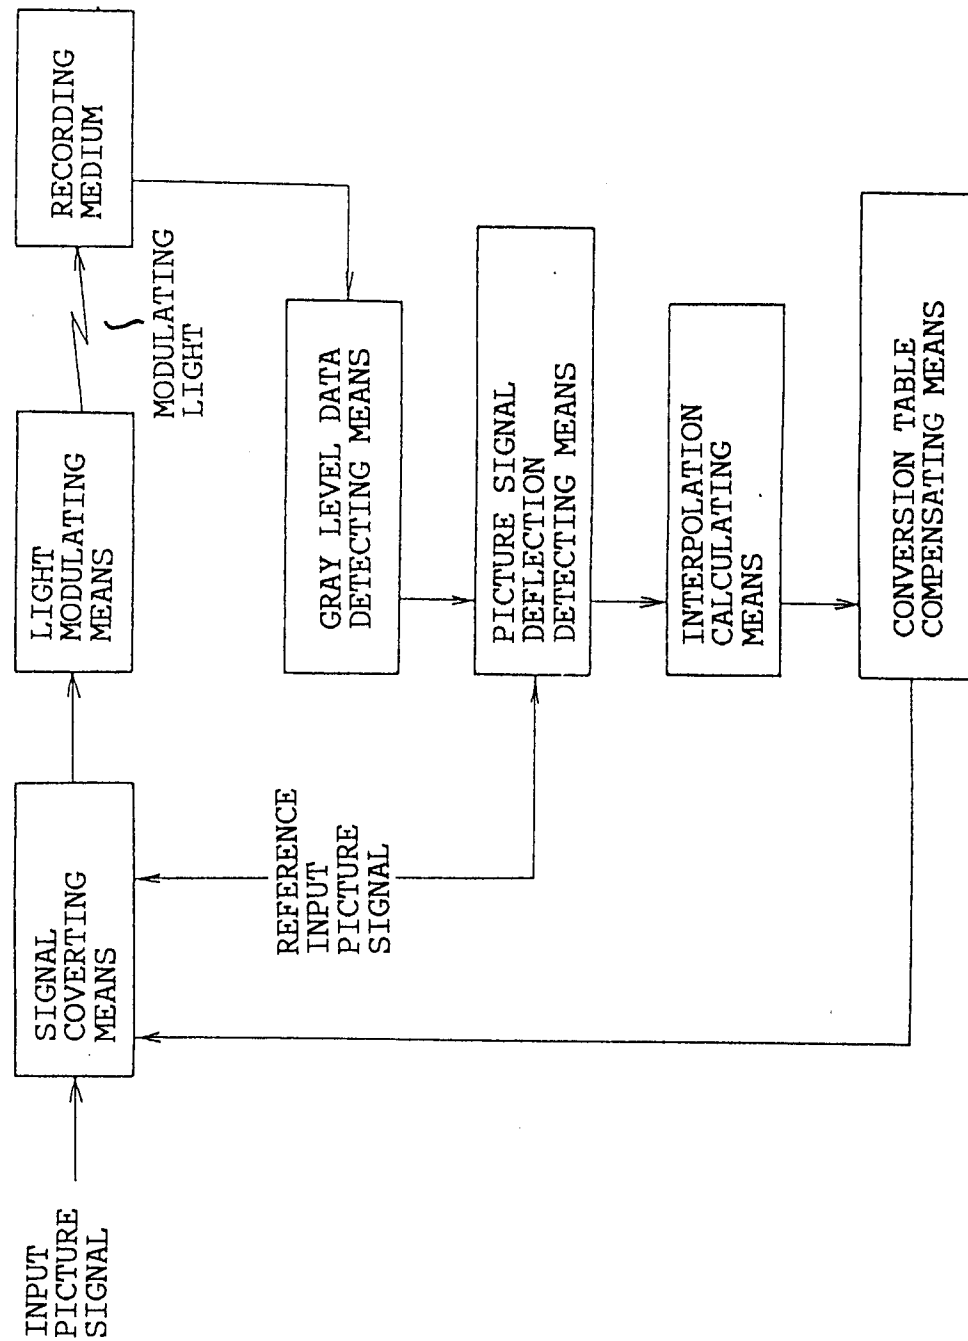 INPUT
PICTURE
SIGNAL
SIGNAL
COVERTING
MEANS
LIGHT
MODULATING
MEANS
MODULATING
LIGHT
RECORDING
MEDIUM
REFERENCE
INPUT
PICTURE
SIGNAL
GRAY LEVEL DATA
DETECTING MEANS
PICTURE SIGNAL
DEFLECTION
DETECTING MEANS
INTERPOLATION
CALCULATING
MEANS
CONVERSION TABLE
COMPENSATING MEANS